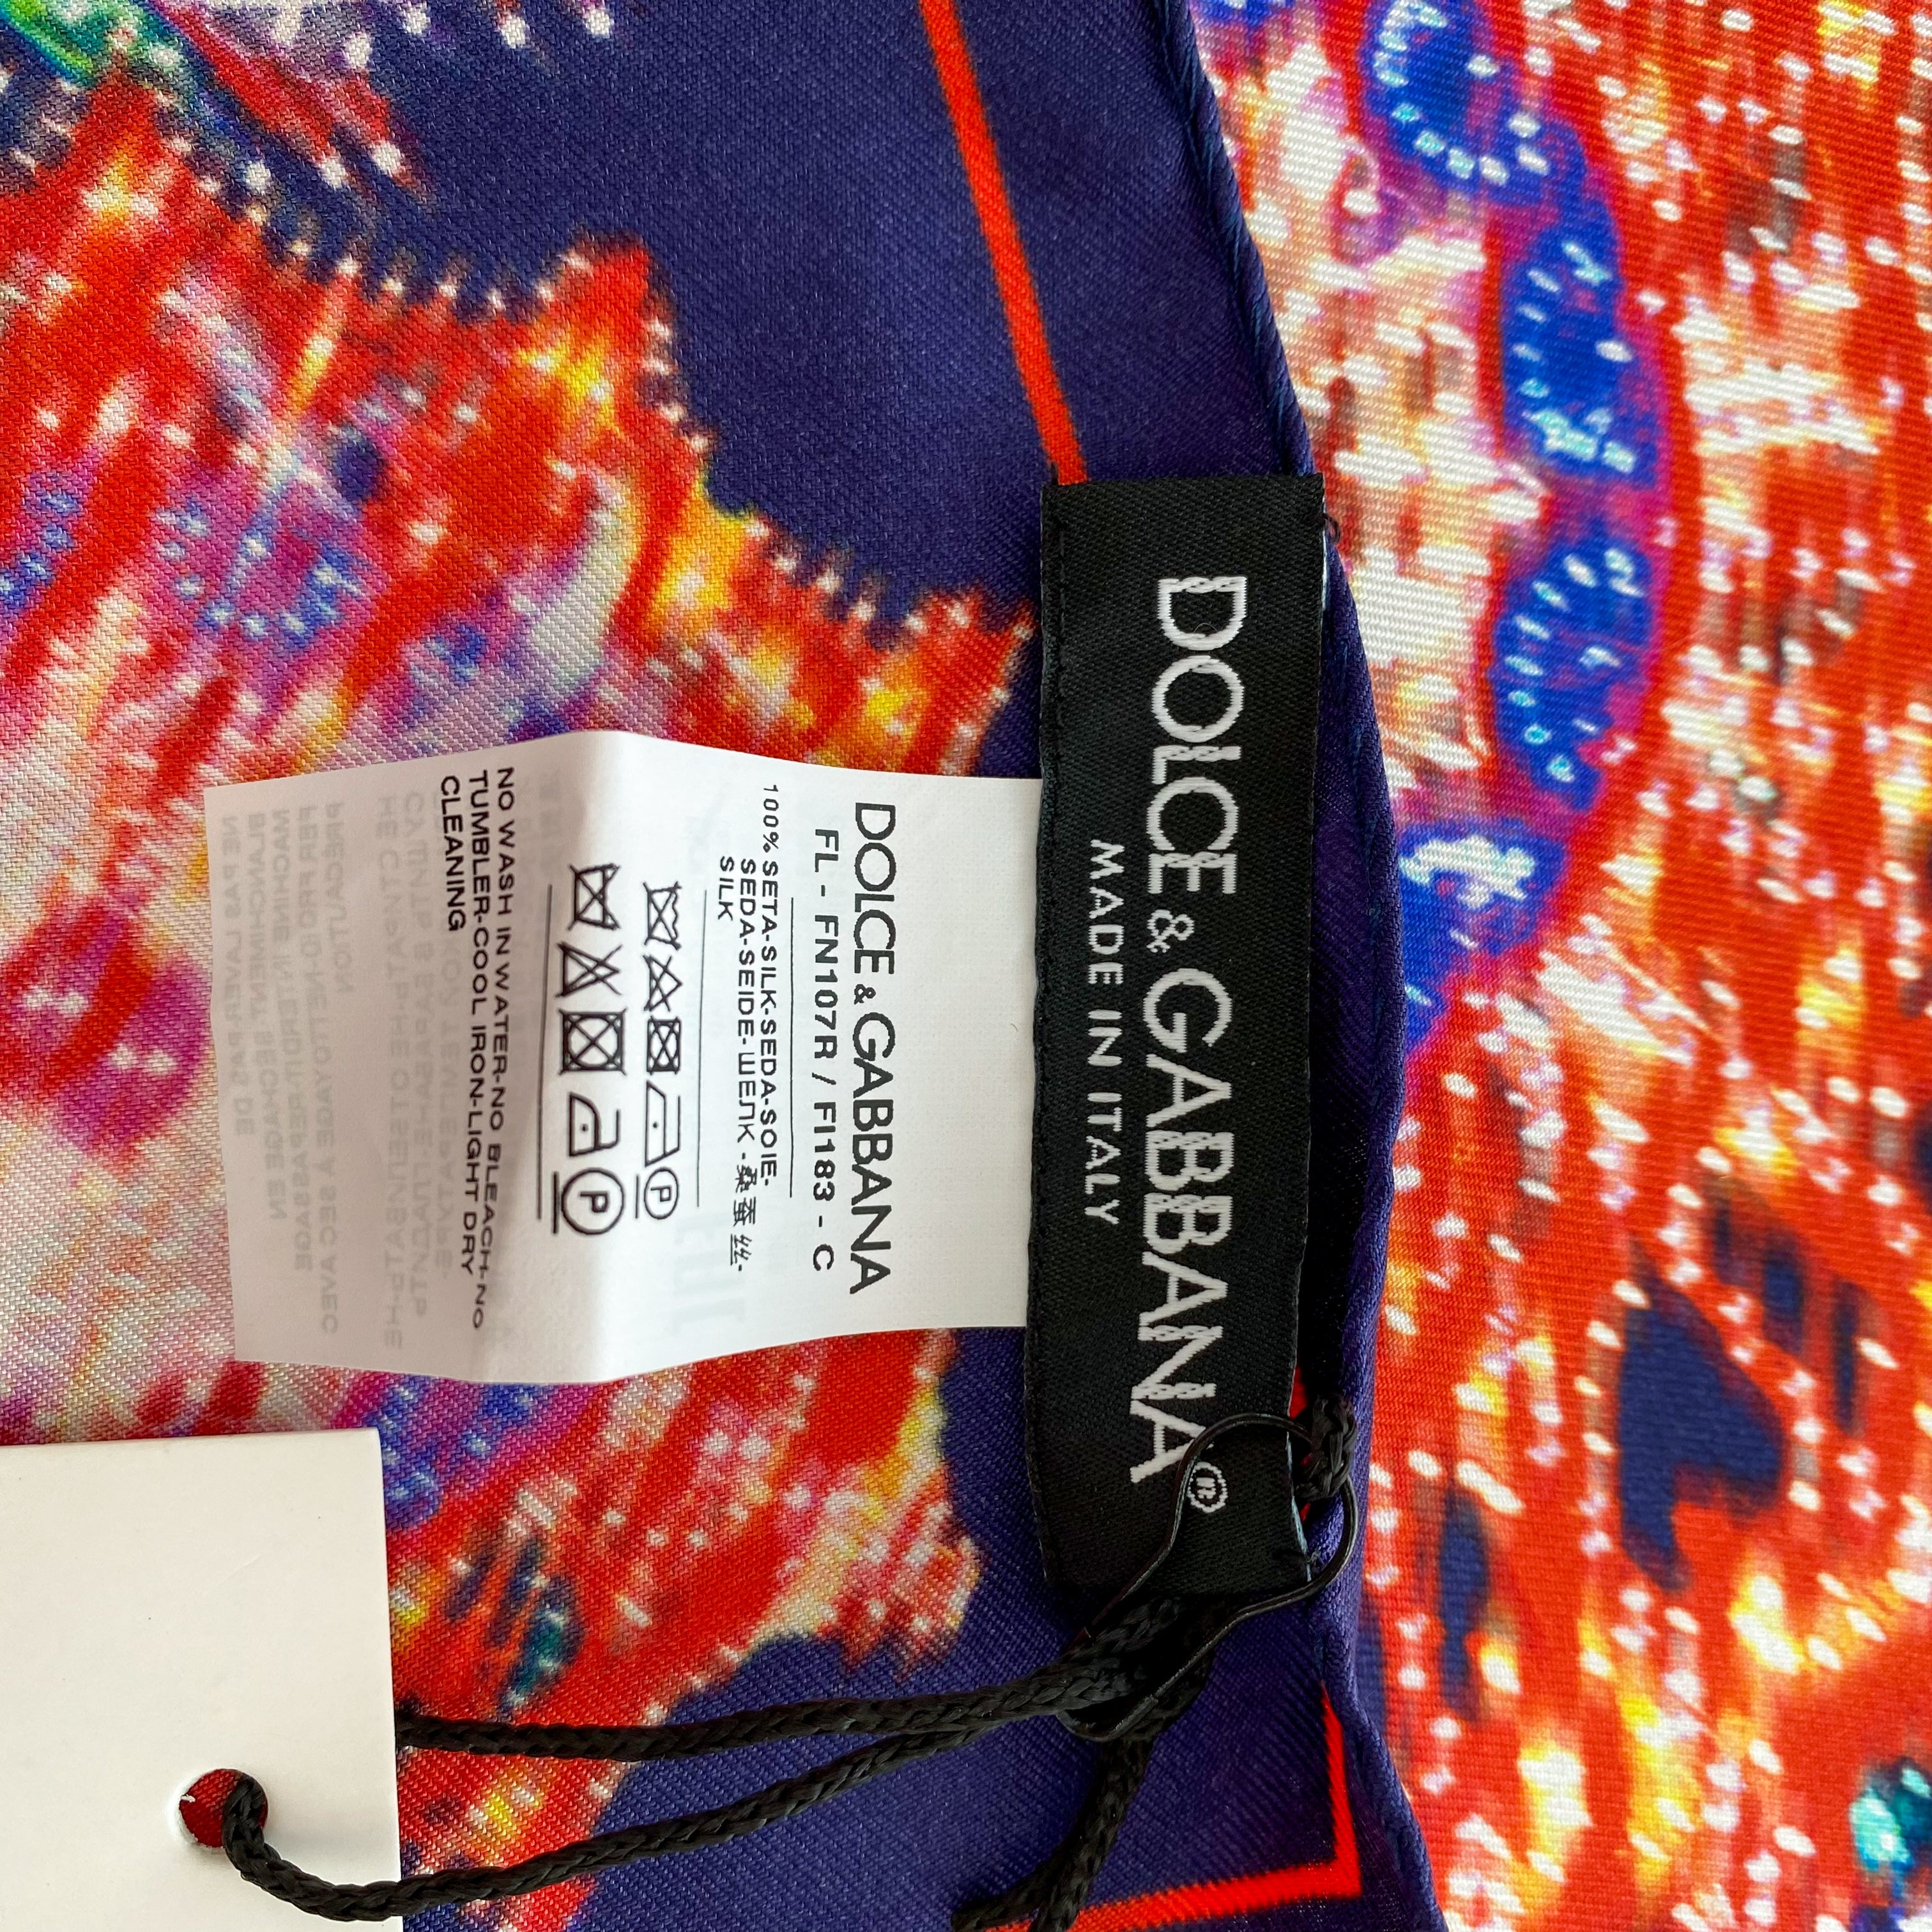 DOLCE & GABBANA®
MADE IN ITALY
DOLCE & GABBANA
FL - FN107R / FI183 - C
100% SETA-SILK-SEDA-SOIE-
SEDA-SEIDE-ШЕЛК -桑蚕丝-
SILK
P
P
NO WASH IN WATER-NO BLEACH-NO
TUMBLER-COOL IRON-LIGHT DRY
CLEANING